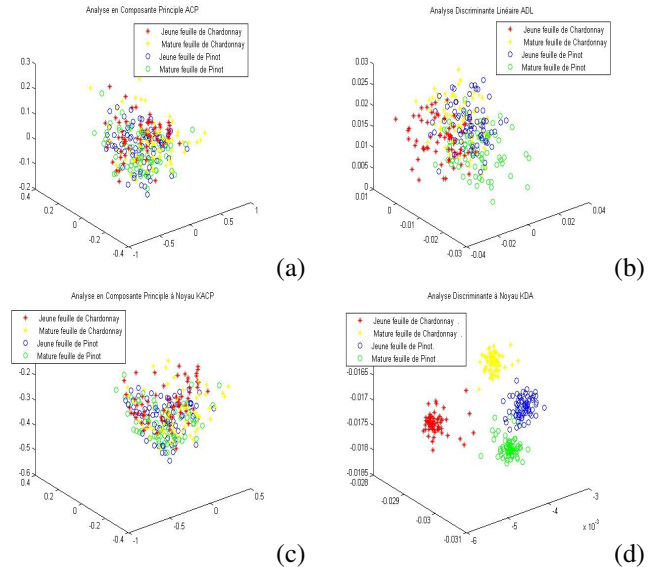 Analyse en Composante Principle ACP
Jeune feuille de Chardonnay
Mature feuille de Chardonnay
Jeune feuille de Pinot
Mature feuille de Pinot
0.3
0.2
0.1
0
-0.1
-0.2
0.4
0.2
0
-0.2
-0.4
-1
-0.5
0
0.5
1
(a)
Analyse Discriminante Linéaire ADL
Jeune feuille de Chardonnay
Mature feuille de Chardonnay
Jeune feuille de Pinot
Mature feuille de Pinot
0.03
0.025
0.02
0.015
0.01
0.005
0
0.01
0
-0.01
-0.02
-0.03
-0.04
-0.02
0
0.02
0.04
(b)
Analyse en Composante Principle à Noyau KACP
Jeune feuille de Chardonnay
Mature feuille de Chardonnay
Jeune feuille de Pinot
Mature feuille de Pinot
-0.2
-0.3
-0.4
-0.5
-0.6
0.4
0.2
0
-0.2
-0.4
-1
-0.5
0
0.5
(c)
Analyse Discriminante à Noyau KDA
Jeune feuille de Chardonnay .
Mature feuille de Chardonnay .
Jeune feuille de Pinot.
Mature feuille de Pinot
-0.0165
-0.017
-0.0175
-0.018
-0.0185
-0.028
-0.029
-0.03
-0.031
-6
-5
-4
-3
x 10⁻³
(d)